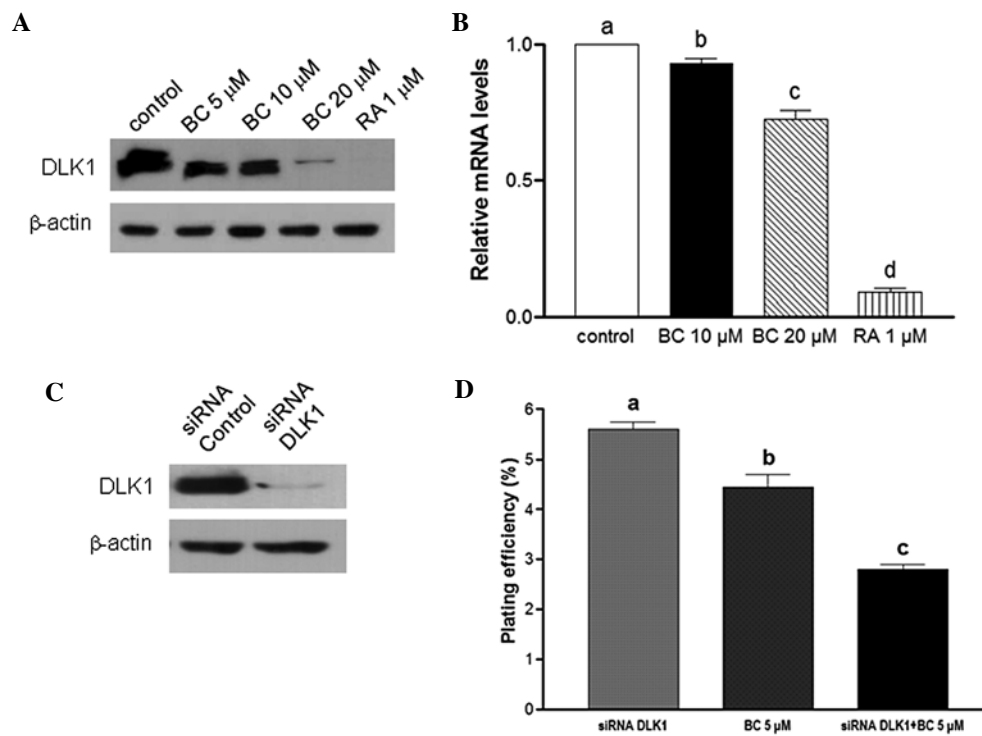 A
control
BC 5 µM
BC 10 µM
BC 20 µM
RA 1 µM
DLK1
β-actin
B
Relative mRNA levels
1.0
0.5
0.0
a
b
c
d
control
BC 10 µM
BC 20 µM
RA 1 µM
C
siRNA
Control
siRNA
DLK1
DLK1
β-actin
D
Plating efficiency (%)
6
5
4
3
2
1
0
a
b
c
siRNA DLK1
BC 5 µM
siRNA DLK1+BC 5 µM